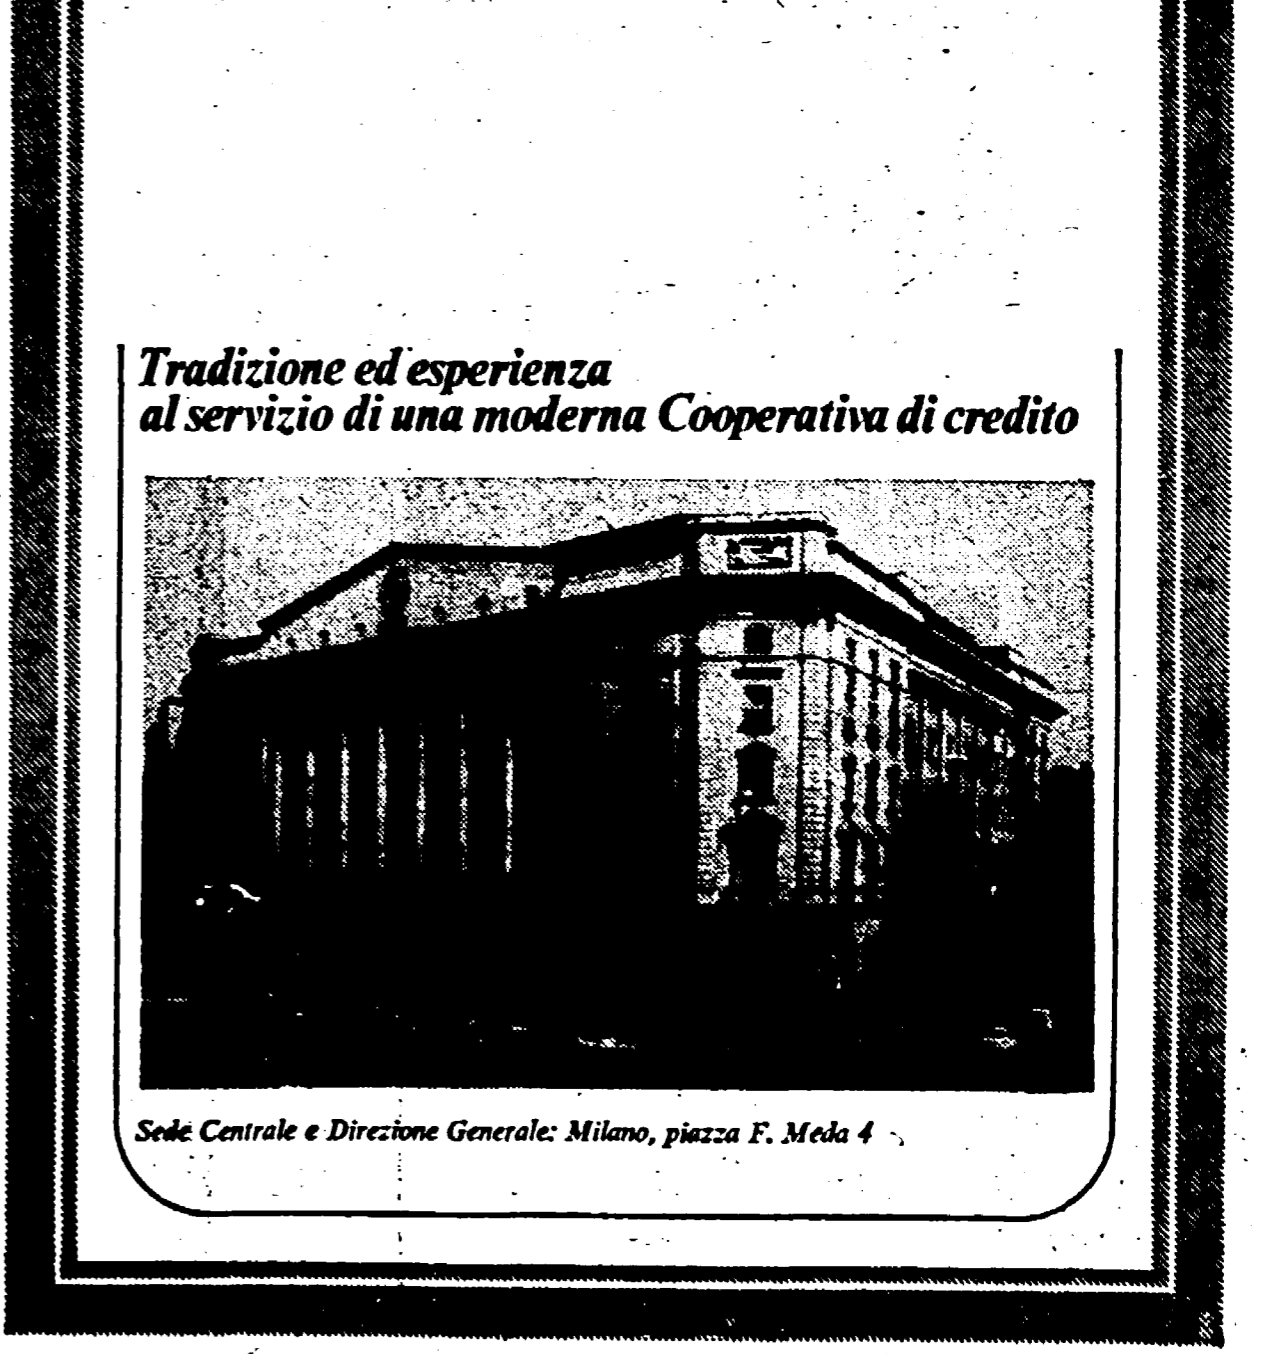 Tradizione ed esperienza
al servizio di una moderna Cooperativa di credito
Sede Centrale e Direzione Generale: Milano, piazza F. Meda 4